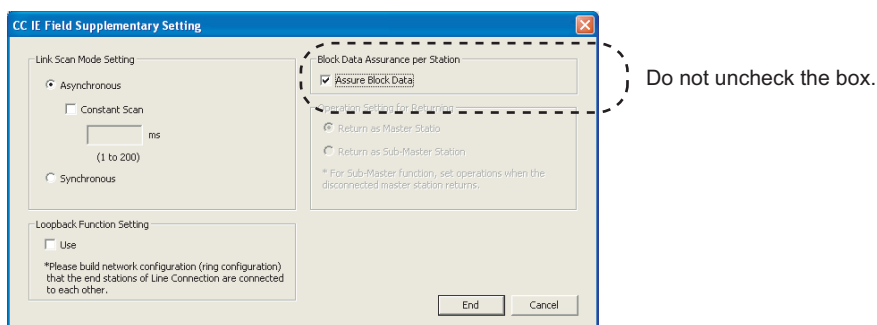 CC IE Field Supplementary Setting
Link Scan Mode Setting
Asynchronous
Constant Scan
ms
(1 to 200)
Synchronous
Loopback Function Setting
Use
*Please build network configuration (ring configuration)
that the end stations of Line Connection are connected
to each other.
Block Data Assurance per Station
Assure Block Data
Operation Setting for Returning
Return as Master Statio
Return as Sub-Master Station
* For Sub-Master function, set operations when the
disconnected master station returns.
End
Cancel
Do not uncheck the box.